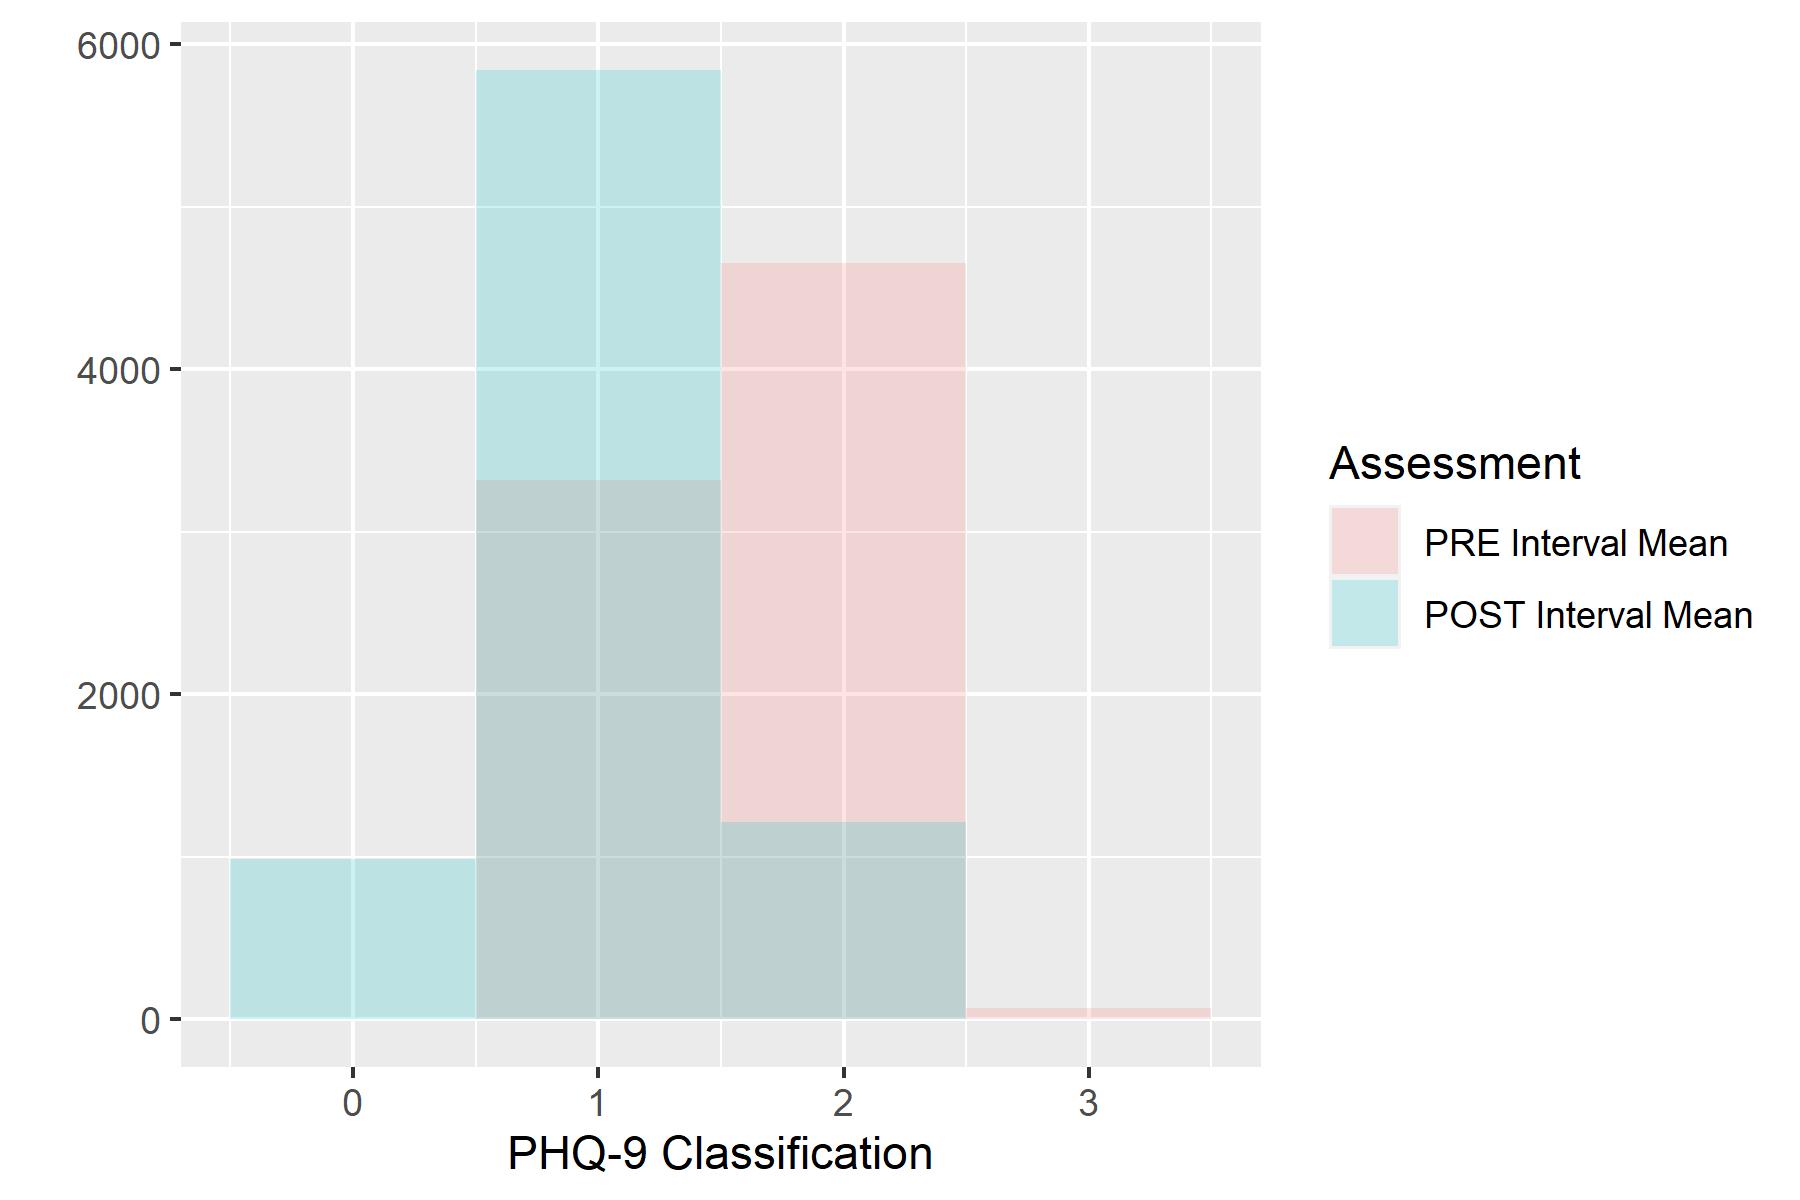 6000
4000
2000
0
0 1 2 3
PHQ-9 Classification
Assessment
PRE Interval Mean
POST Interval Mean